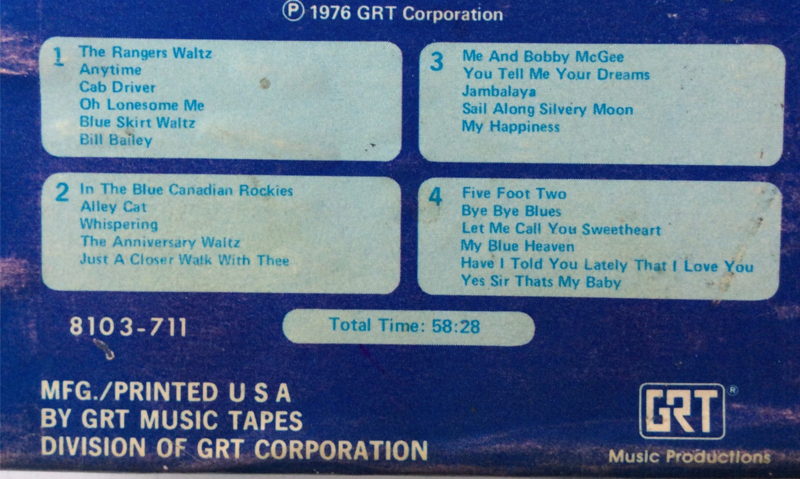 ℗ 1976 GRT Corporation
1 The Rangers Waltz
Anytime
Cab Driver
Oh Lonesome Me
Blue Skirt Waltz
Bill Bailey
2 In The Blue Canadian Rockies
Alley Cat
Whispering
The Anniversary Waltz
Just A Closer Walk With Thee
3 Me And Bobby McGee
You Tell Me Your Dreams
Jambalaya
Sail Along Silvery Moon
My Happiness
4 Five Foot Two
Bye Bye Blues
Let Me Call You Sweetheart
My Blue Heaven
Have I Told You Lately That I Love You
Yes Sir Thats My Baby
8103-711
Total Time: 58:28
MFG./PRINTED U S A
BY GRT MUSIC TAPES
DIVISION OF GRT CORPORATION
GRT®
Music Productions